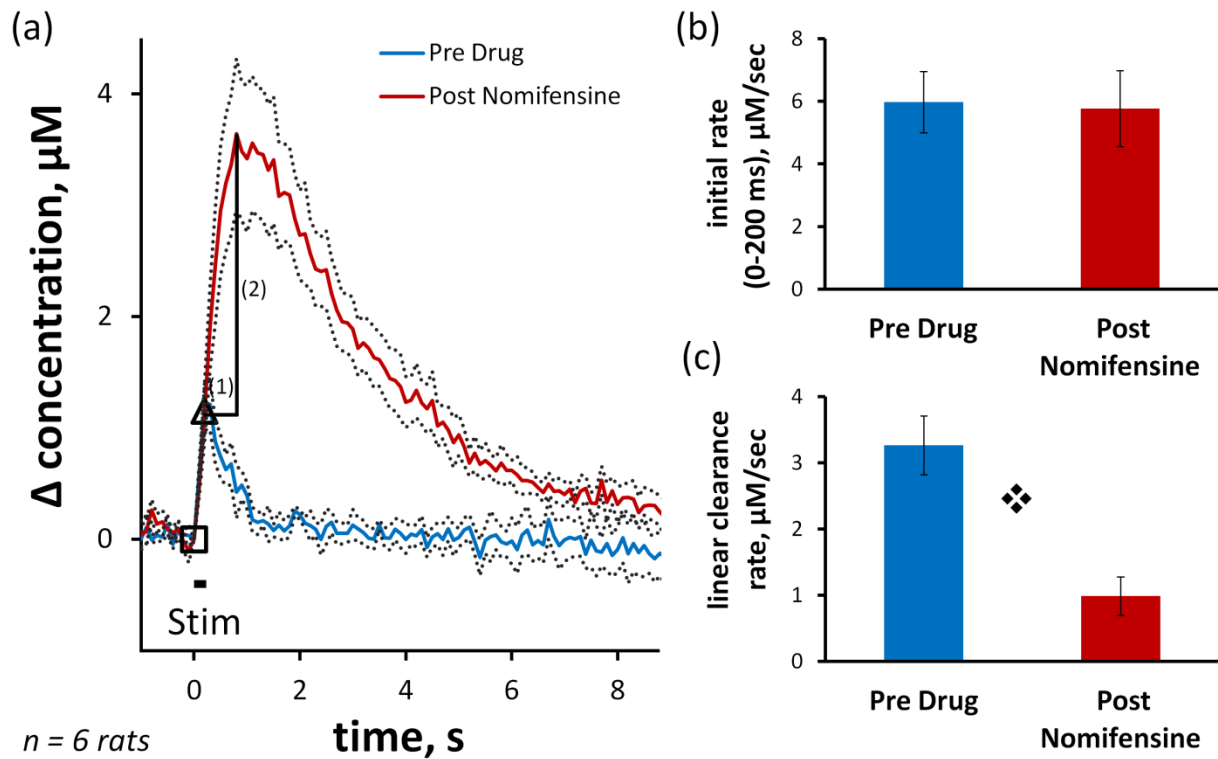 (a)
Pre Drug
Post Nomifensine
Δ concentration, µM
4
2
0
(2)
(1)
Stim
0 2 4 6 8
time, s
n = 6 rats
(b)
initial rate
(0-200 ms), µM/sec
8
6
4
2
0
Pre Drug
Post
Nomifensine
(c)
linear clearance
rate, µM/sec
4
3
2
1
0
Pre Drug
Post
Nomifensine